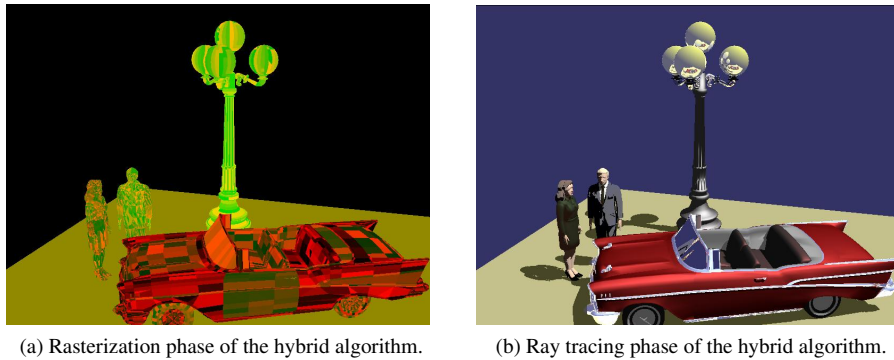 (a) Rasterization phase of the hybrid algorithm.
(b) Ray tracing phase of the hybrid algorithm.